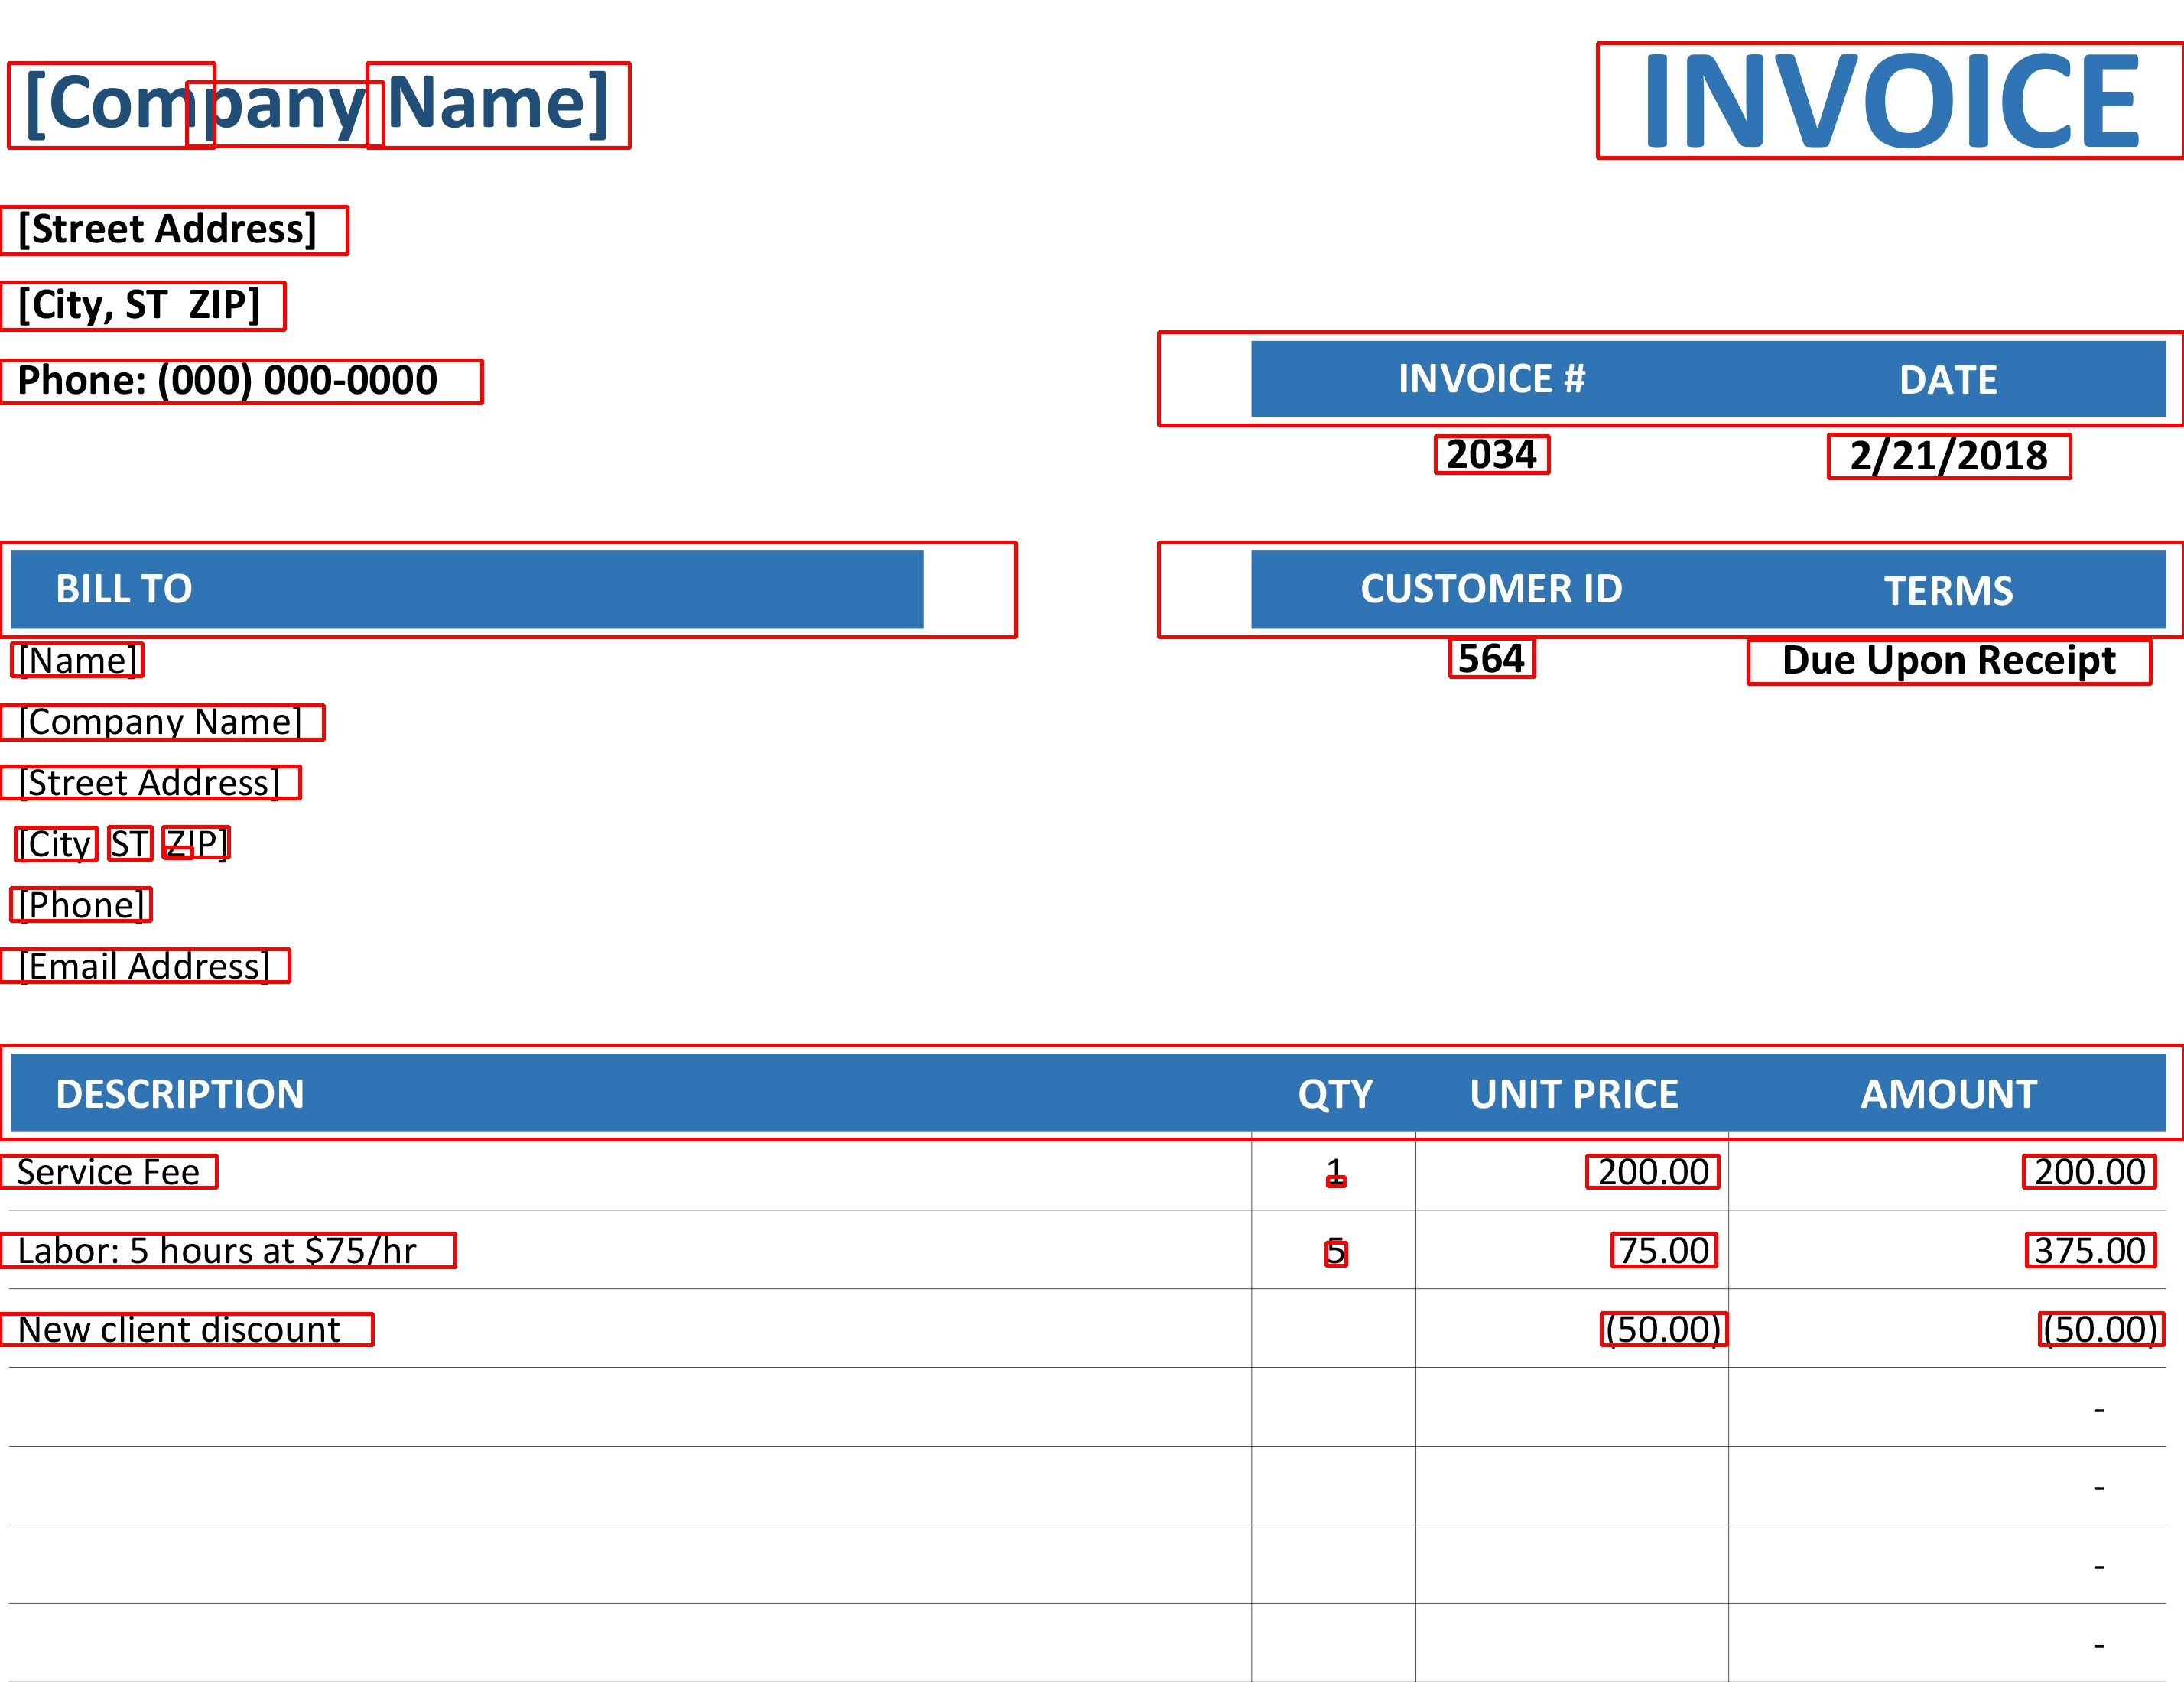 [Company Name] INVOICE
[Street Address]
[City, ST  ZIP]
Phone: (000) 000-0000 INVOICE # DATE
2034 2/21/2018
BILL TO CUSTOMER ID TERMS
[Name] 564 Due Upon Receipt
[Company Name]
[Street Address]
[City, ST  ZIP]
[Phone]
[Email Address]
DESCRIPTION QTY UNIT PRICE AMOUNT
Service Fee 1 200.00 200.00
Labor: 5 hours at $75/hr 5 75.00 375.00
New client discount (50.00) (50.00)
-
-
-
-